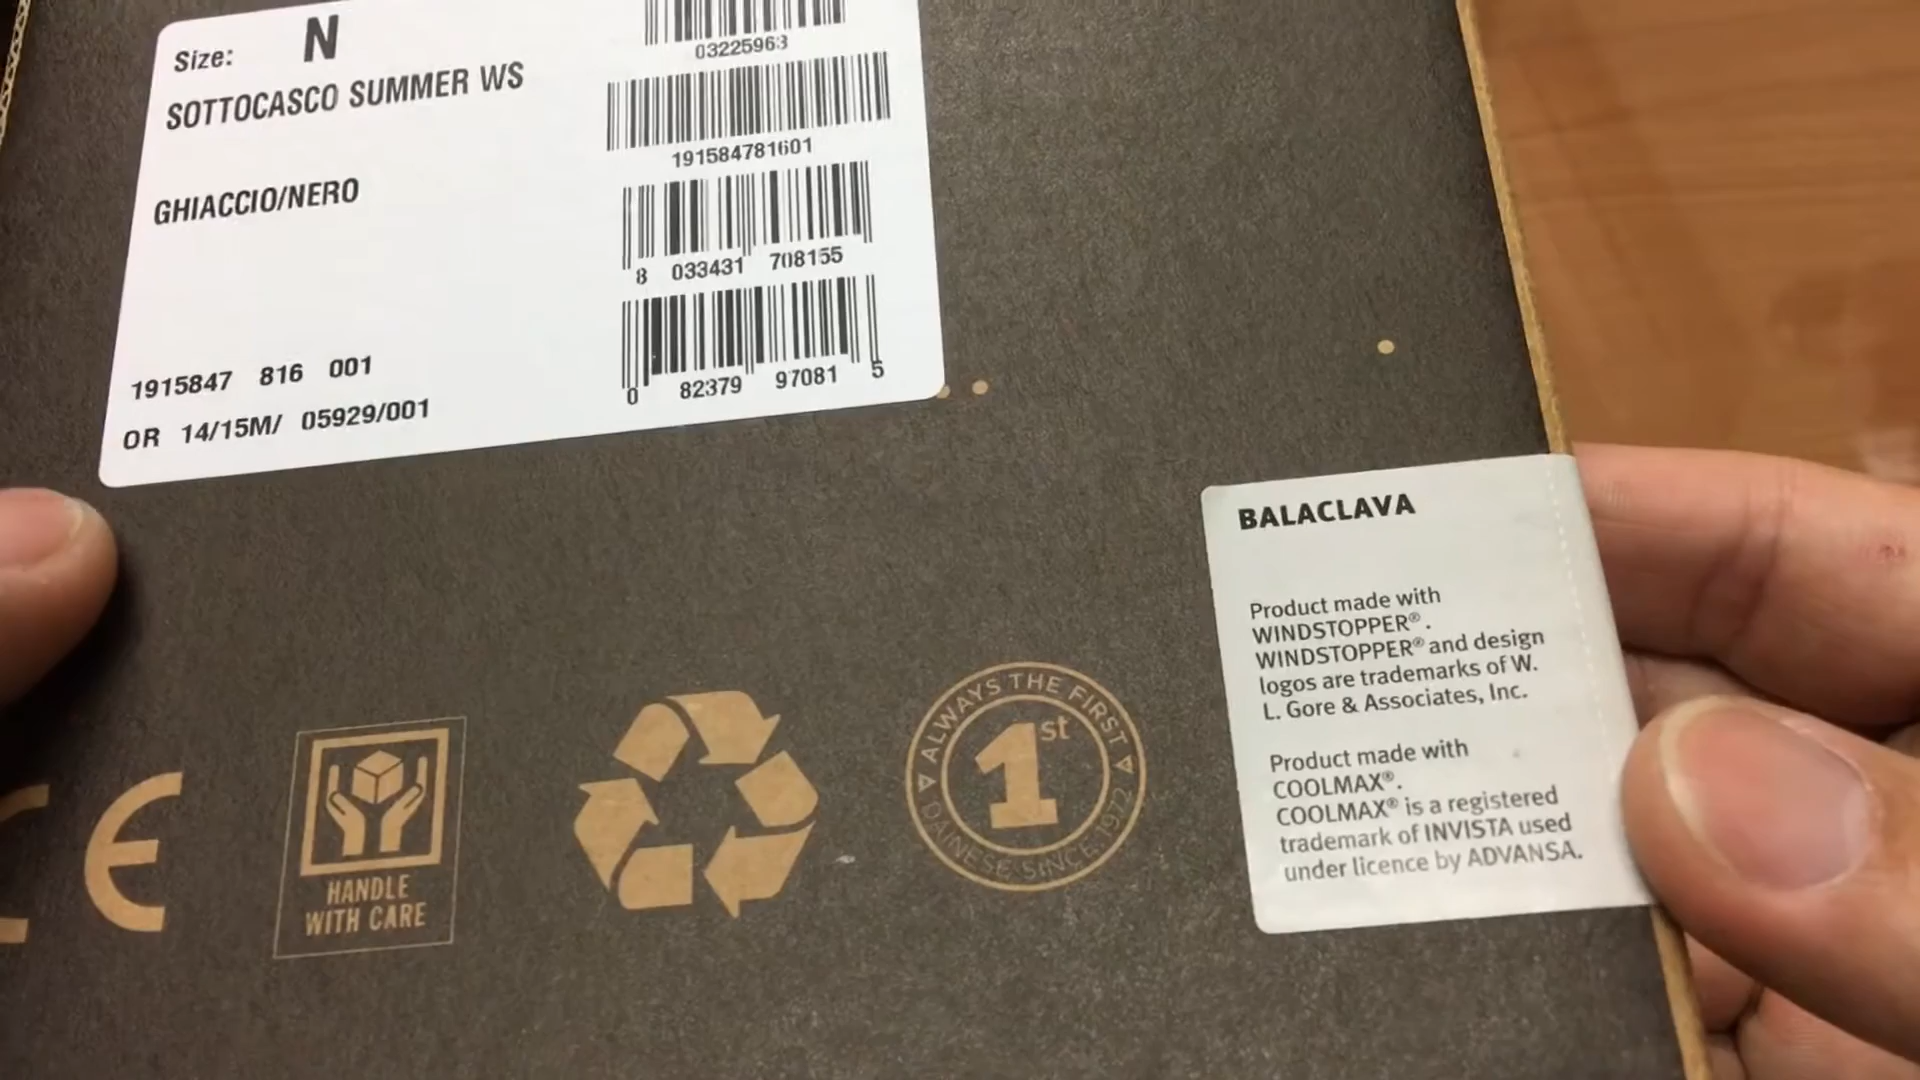 Size: N
SOTTOCASCO SUMMER WS
GHIACCIO/NERO
1915847 816 001
OR 14/15M/ 05929/001
03225963
191584781601
8 033431 708155
0 82379 97081 5
BALACLAVA
Product made with
WINDSTOPPER®.
WINDSTOPPER® and design
logos are trademarks of W.
L. Gore & Associates, Inc.
Product made with
COOLMAX®.
COOLMAX® is a registered
trademark of INVISTA used
under licence by ADVANSA.
CE
HANDLE
WITH CARE
ALWAYS THE FIRST
1st
DAINESE SINCE 1972